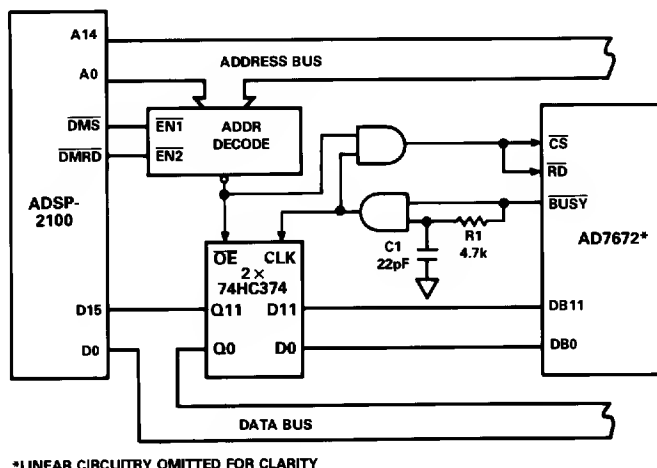 A14
ADDRESS BUS
A0
DMS
EN1
ADDR
DECODE
DMRD
EN2
CS
RD
BUSY
ADSP-
2100
AD7672*
C1
22pF
R1
4.7k
OE
CLK
2 ×
74HC374
D15
Q11
D11
DB11
D0
Q0
D0
DB0
DATA BUS
*LINEAR CIRCUITRY OMITTED FOR CLARITY